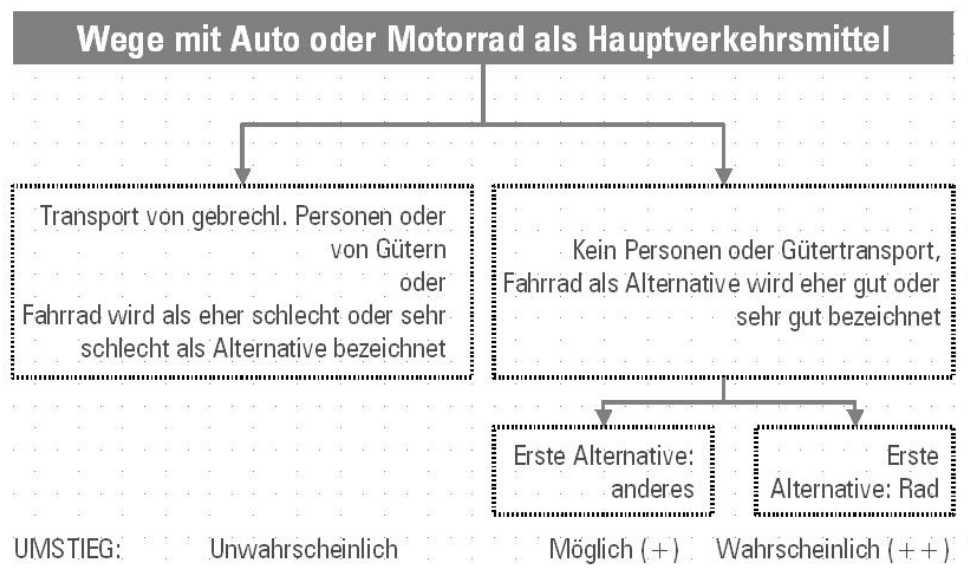 Wege mit Auto oder Motorrad als Hauptverkehrsmittel
Transport von gebrechl. Personen oder
von Gütern
oder
Fahrrad wird als eher schlecht oder sehr
schlecht als Alternative bezeichnet
Kein Personen oder Gütertransport,
Fahrrad als Alternative wird eher gut oder
sehr gut bezeichnet
Erste Alternative:
anderes
Erste
Alternative: Rad
UMSTIEG: Unwahrscheinlich Möglich (+) Wahrscheinlich (++)